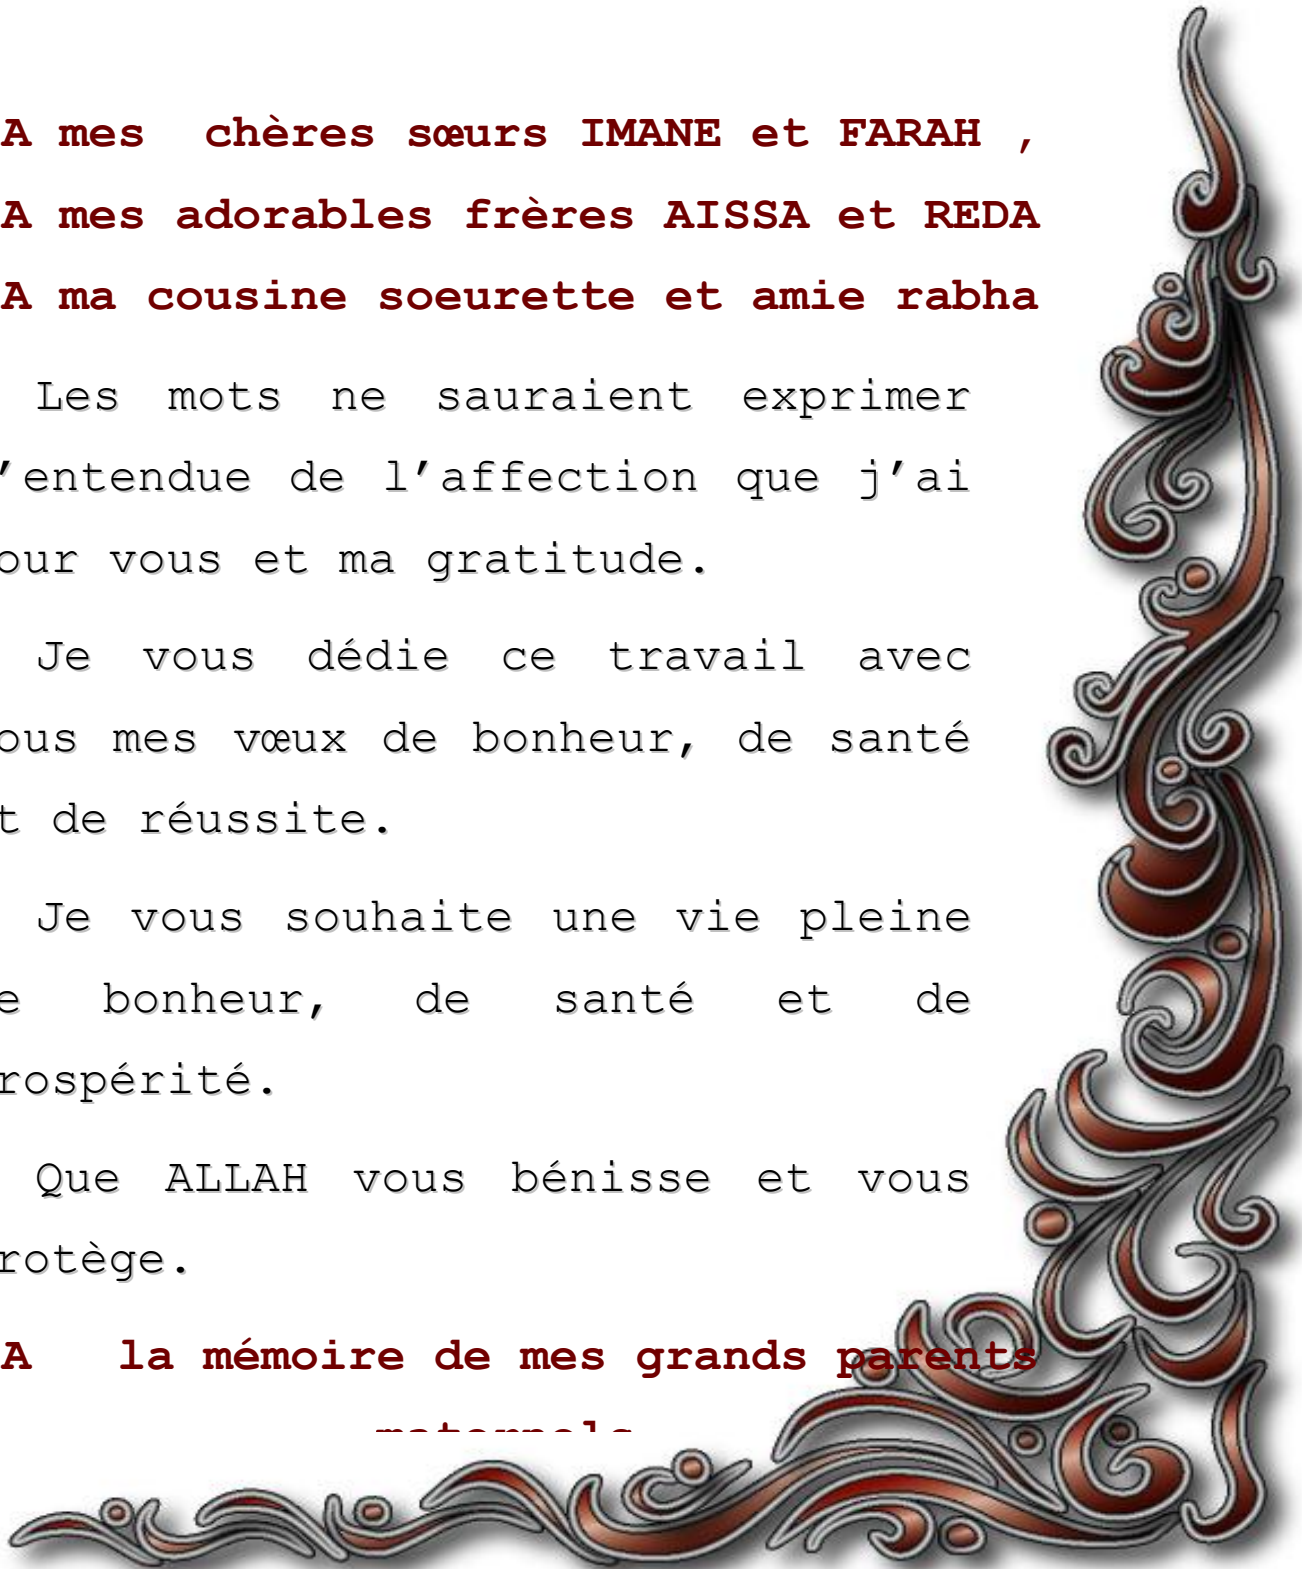 A mes chères sœurs IMANE et FARAH ,
A mes adorables frères AISSA et REDA
A ma cousine soeurette et amie rabha
Les mots ne sauraient exprimer
'entendue de l'affection que j'ai
our vous et ma gratitude.
Je vous dédie ce travail avec
ous mes vœux de bonheur, de santé
t de réussite.
Je vous souhaite une vie pleine
e bonheur, de santé et de
rospérité.
Que ALLAH vous bénisse et vous
rotège.
A la mémoire de mes grands parents
maternels